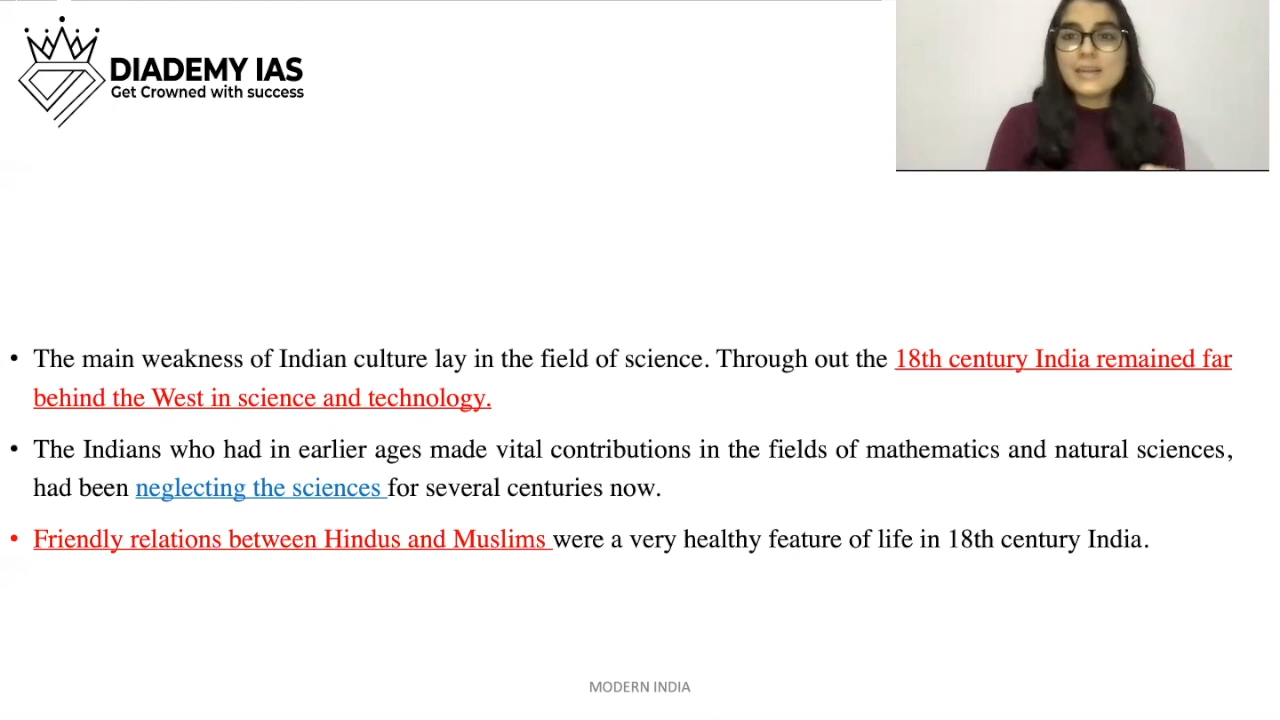 DIADEMY IAS
Get Crowned with success
• The main weakness of Indian culture lay in the field of science. Through out the 18th century India remained far
behind the West in science and technology.
• The Indians who had in earlier ages made vital contributions in the fields of mathematics and natural sciences,
had been neglecting the sciences for several centuries now.
• Friendly relations between Hindus and Muslims were a very healthy feature of life in 18th century India.
MODERN INDIA